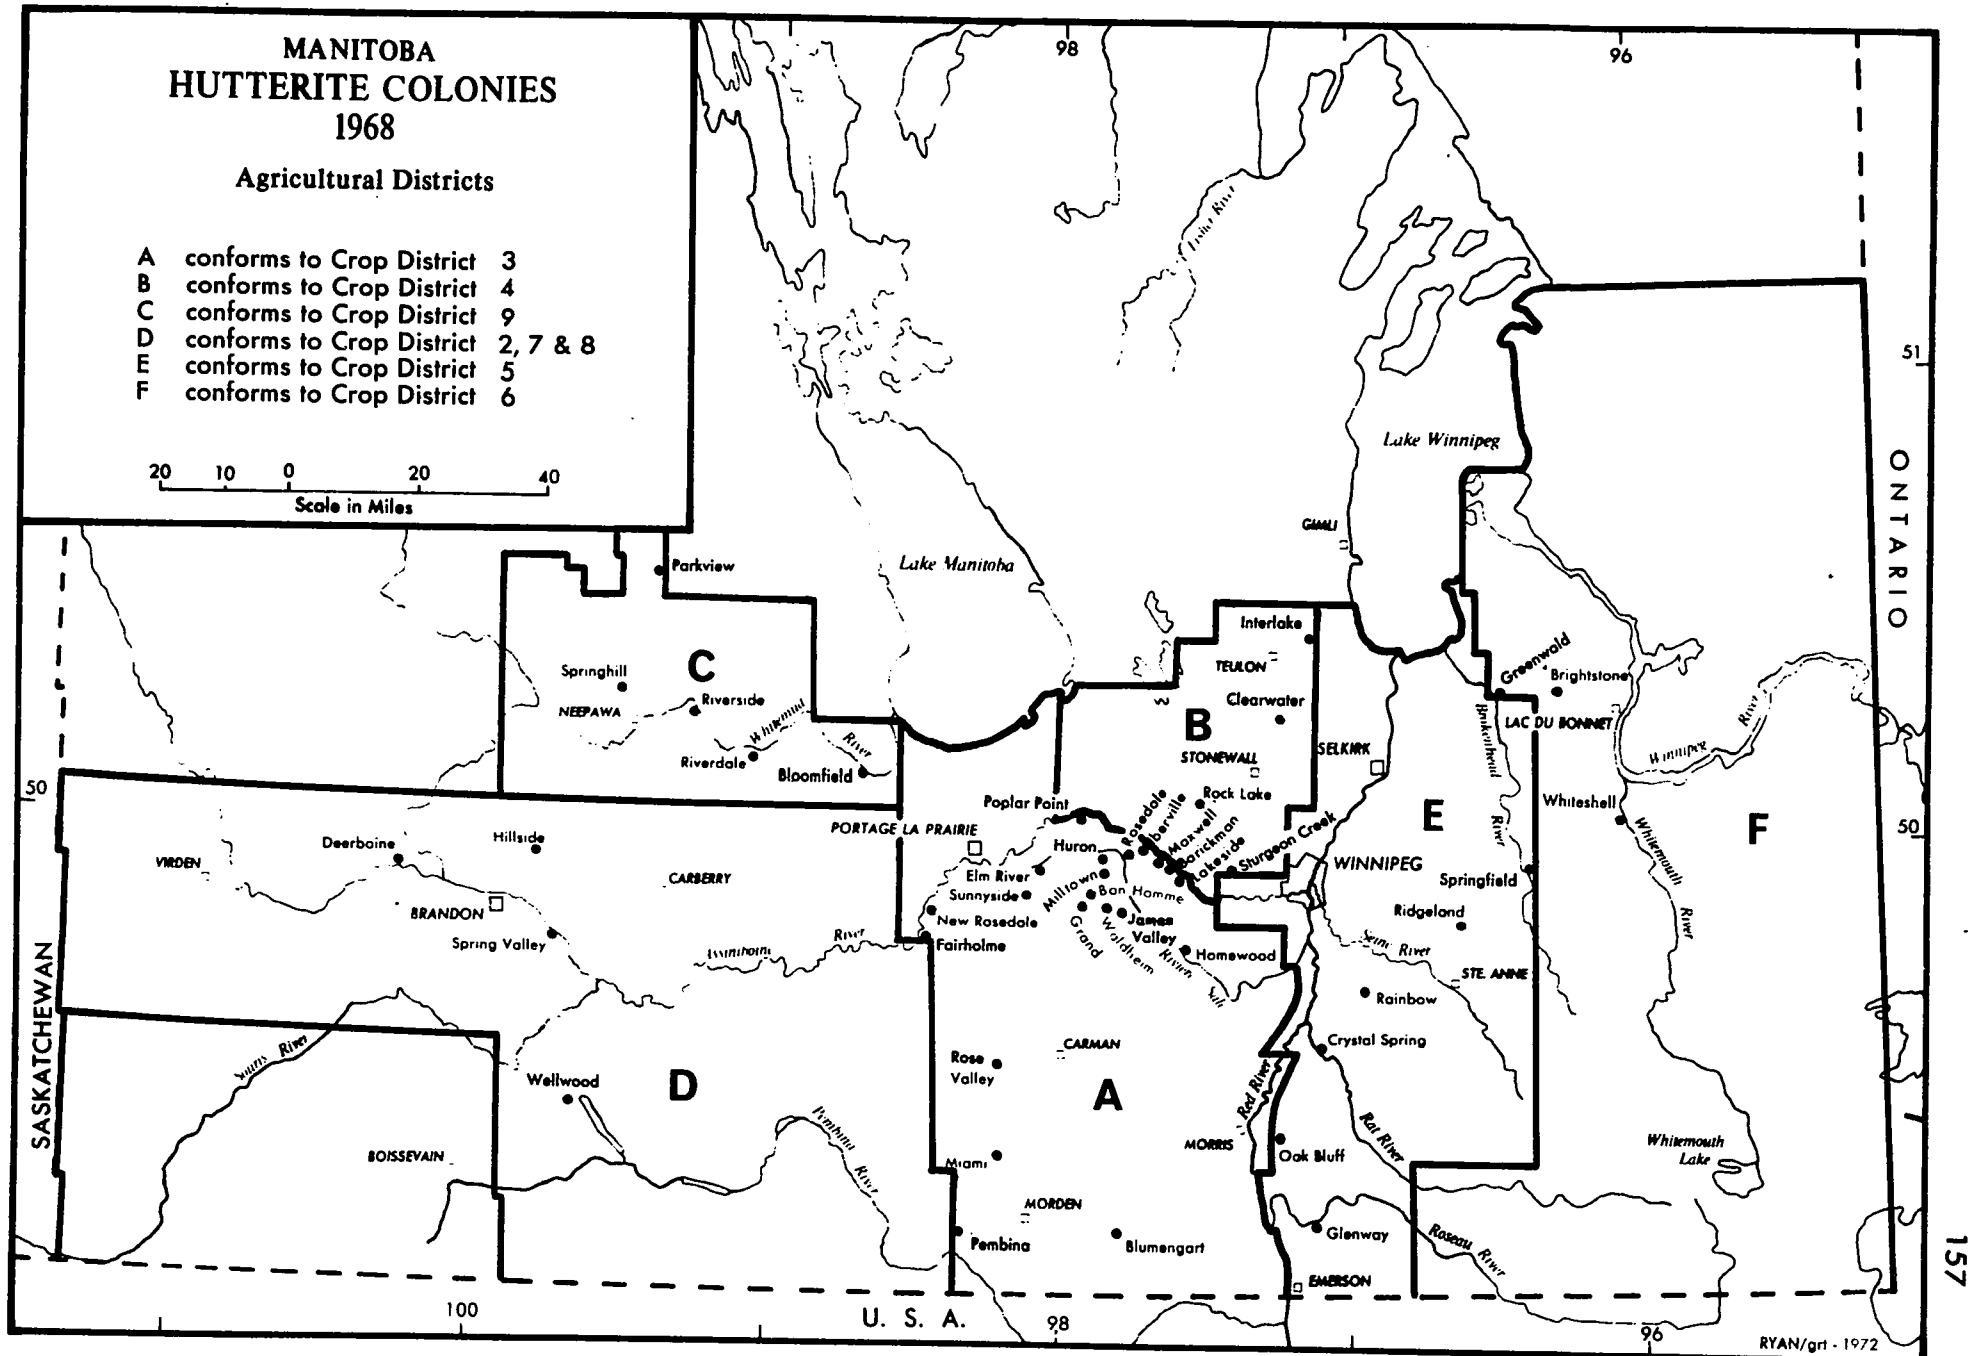 MANITOBA
HUTTERITE COLONIES
1968
Agricultural Districts
A conforms to Crop District 3
B conforms to Crop District 4
C conforms to Crop District 9
D conforms to Crop District 2, 7 & 8
E conforms to Crop District 5
F conforms to Crop District 6
20 10 0 20 40
Scale in Miles
98
96
51
50
50
100
98
96
ONTARIO
SASKATCHEWAN
U. S. A.
Lake Winnipeg
Lake Manitoba
River
GIMLI
Parkview
C
Springhill
NEEPAWA
Riverside
Whitemud
River
Riverdale
Bloomfield
Interlake
TEULON
Clearwater
B
STONEWALL
SELKIRK
Rock Lake
Greenwald
Brightstone
LAC DU BONNET
Brokenhead
River
Winnipeg
River
Whiteshell
Whitemouth
River
E
F
Poplar Point
PORTAGE LA PRAIRIE
Rosedale
Iberville
Maxwell
Barickman
Lakeside
Sturgeon Creek
WINNIPEG
Huron
Elm River
Sunnyside
Milltown
Bon Homme
Grand
Waldheim
James
Valley
New Rosedale
Fairholme
Homewood
River
Sale
Springfield
Ridgeland
Seine River
STE. ANNE
Rainbow
Crystal Spring
Deerboine
Hillside
VIRDEN
CARBERRY
BRANDON
Spring Valley
Assiniboine
River
Souris River
Wellwood
D
BOISSEVAIN
Pembina
River
Rose
Valley
CARMAN
A
Red River
MORRIS
Oak Bluff
Rat River
Miami
MORDEN
Pembina
Blumengart
Glenway
Roseau River
EMERSON
Whitemouth
Lake
157
RYAN/grt - 1972